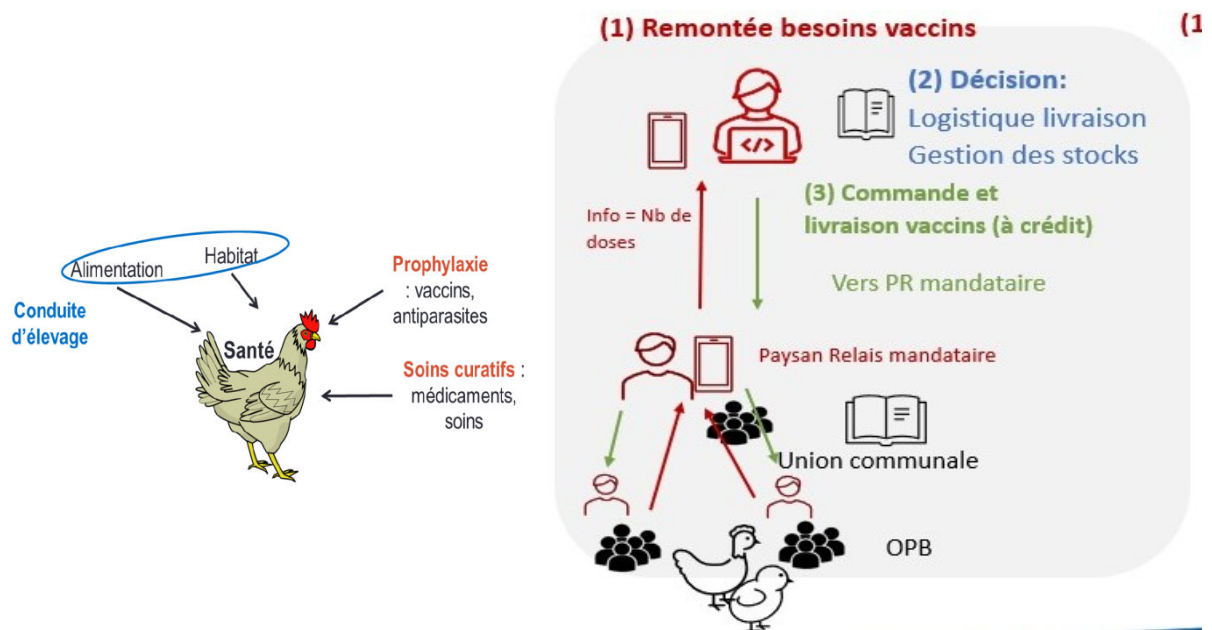 Alimentation
Habitat
Conduite
d'élevage
Santé
Prophylaxie
: vaccins,
antiparasites
Soins curatifs :
médicaments,
soins
(1) Remontée besoins vaccins
(1
(2) Décision:
Logistique livraison
Gestion des stocks
</>
(3) Commande et
livraison vaccins (à crédit)
Info = Nb de
doses
Vers PR mandataire
Paysan Relais mandataire
Union communale
OPB